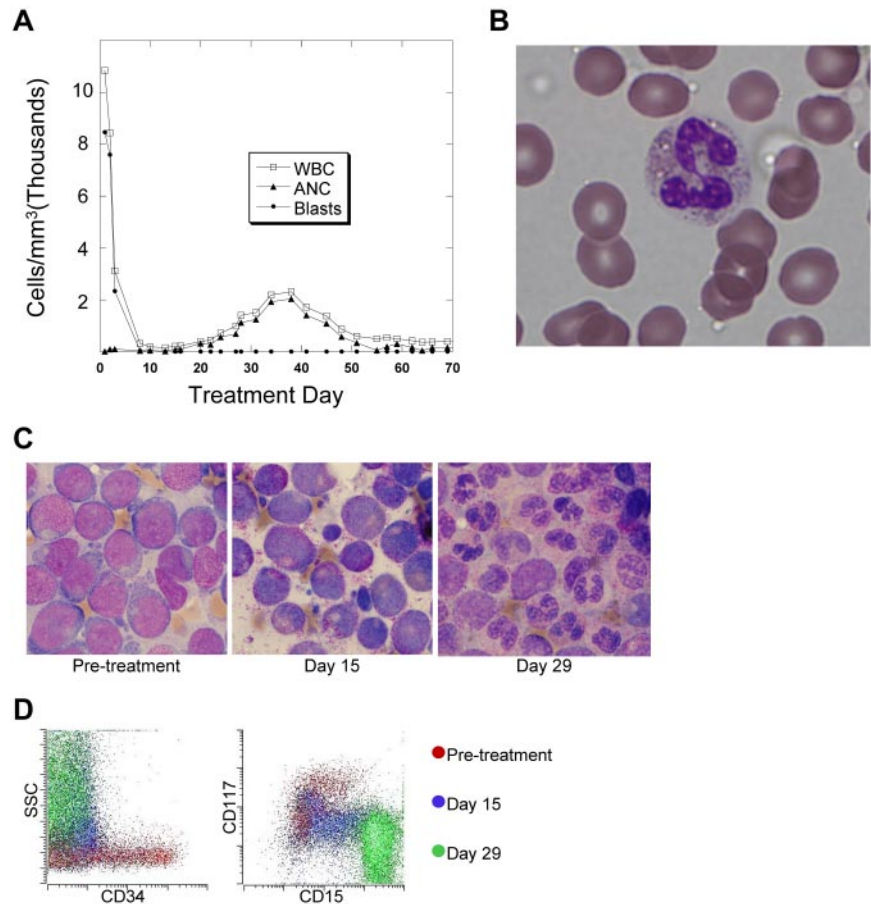 A
Cells/mm³(Thousands)
10
8
6
4
2
WBC
ANC
Blasts
0 10 20 30 40 50 60 70
Treatment Day
B
C
Pre-treatment
Day 15
Day 29
D
SSC
CD34
CD117
CD15
Pre-treatment
Day 15
Day 29